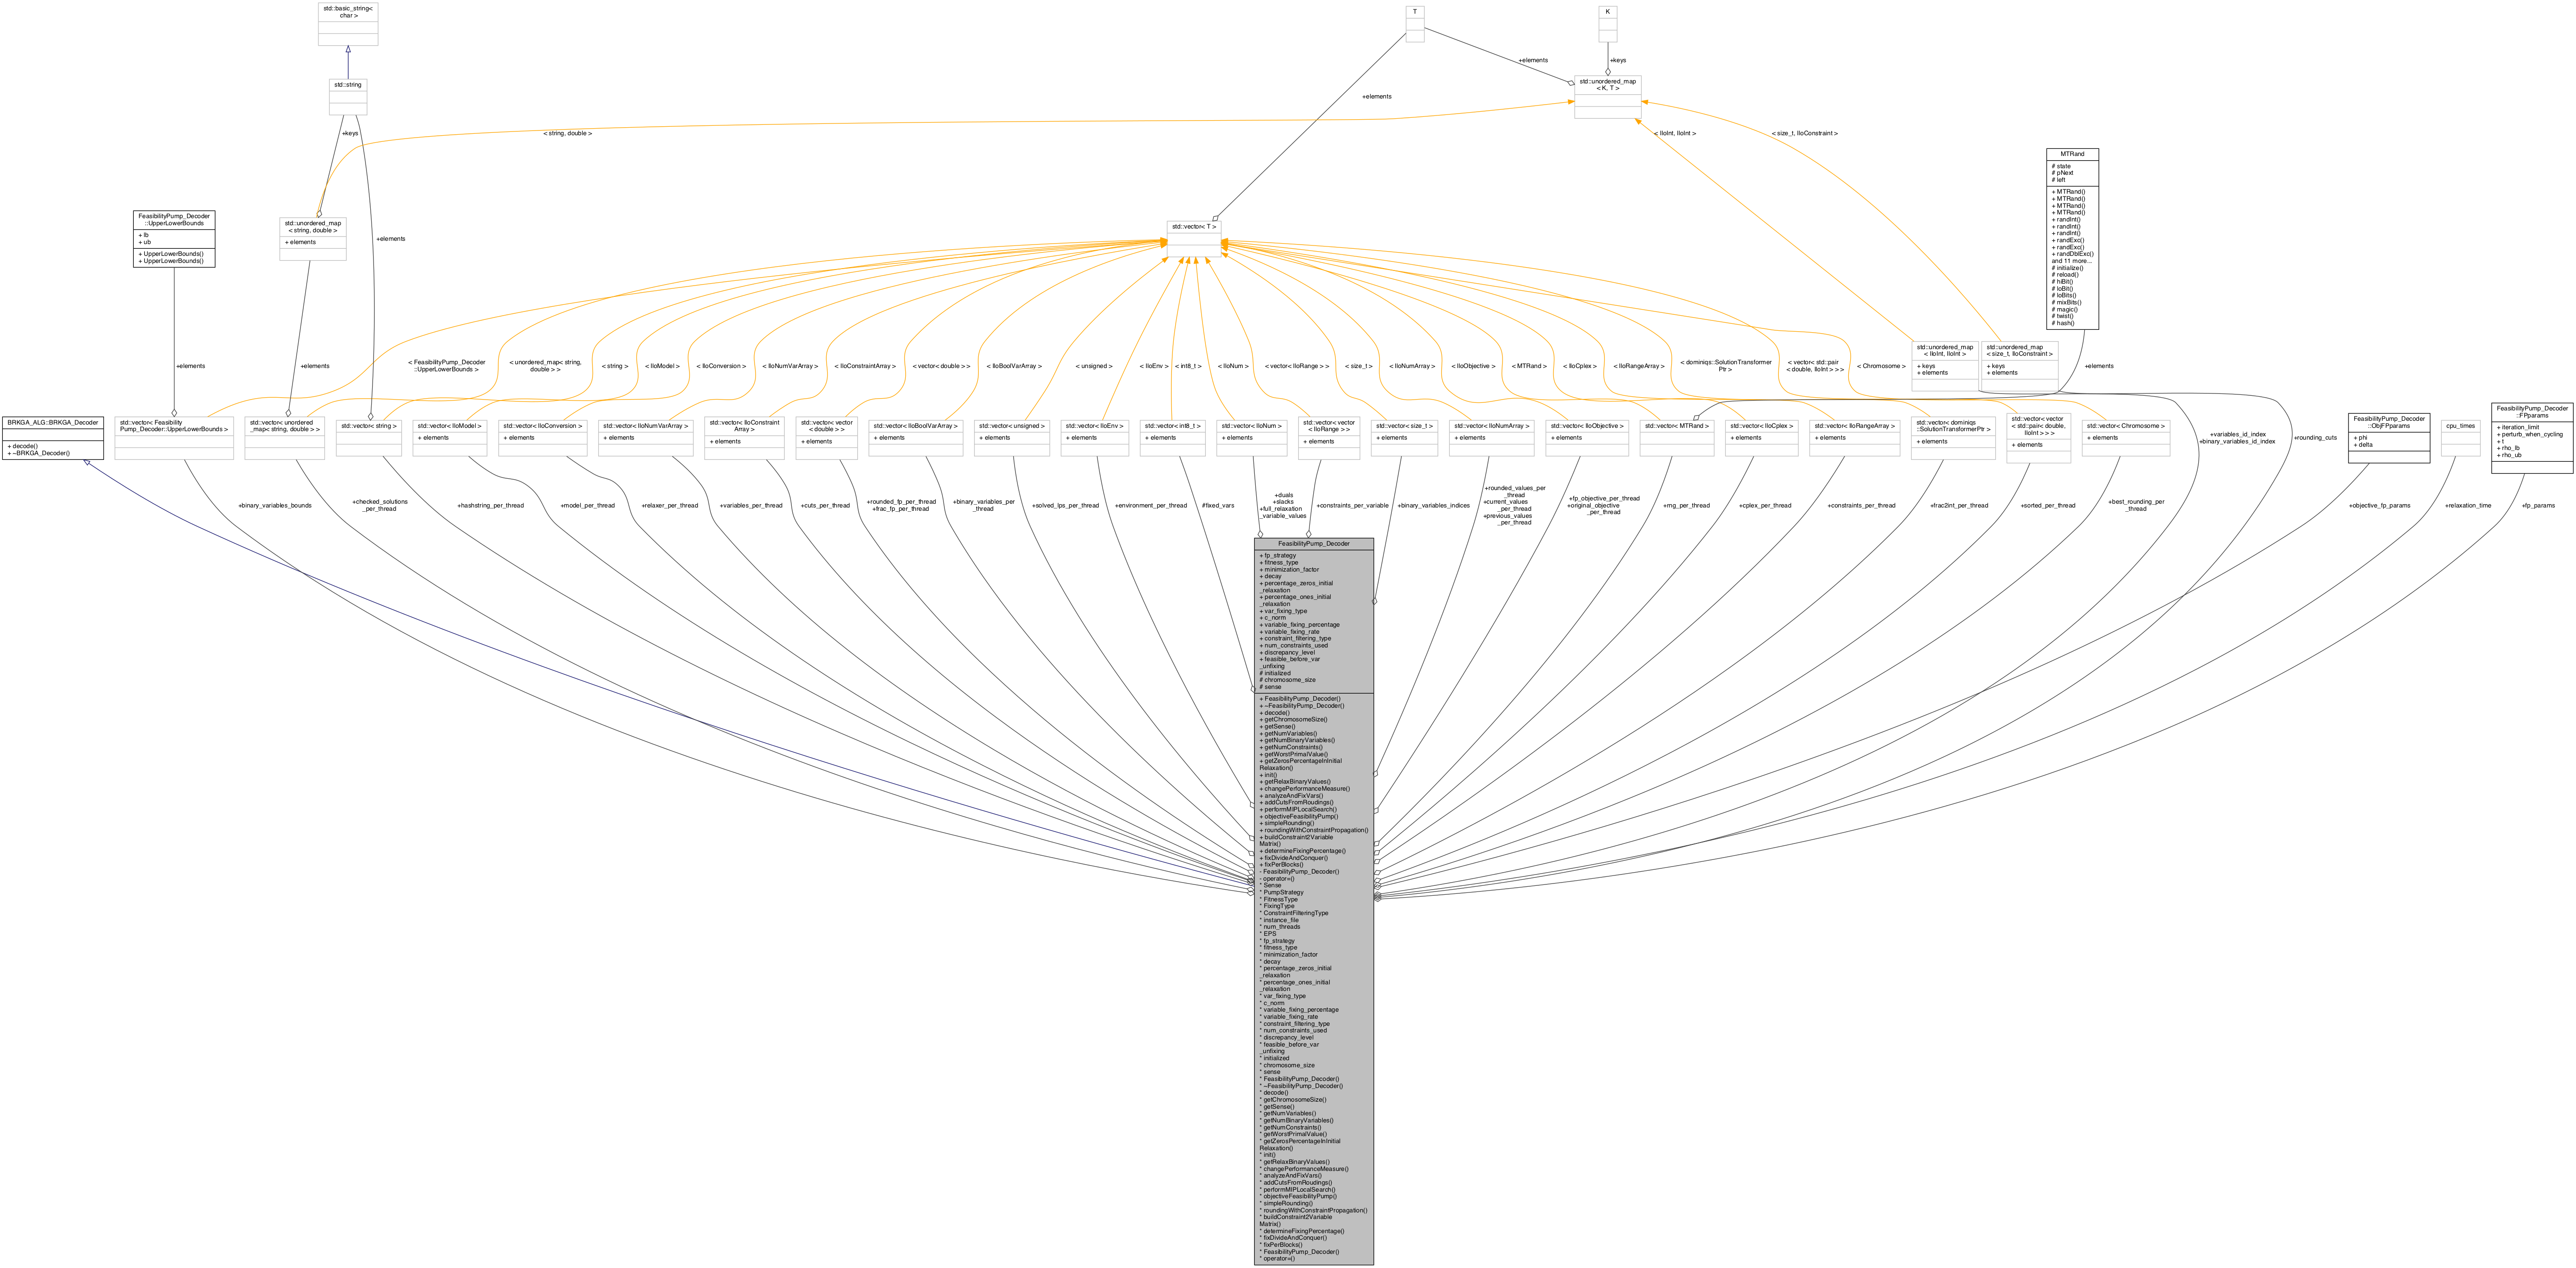 std::basic_string<
char >
T
K
std::string
+elements
+keys
std::unordered_map
< K, T >
+elements
+keys
< string, double >
< IloInt, IloInt >
< size_t, IloConstraint >
MTRand
# state
# pNext
# left
+ MTRand()
+ MTRand()
+ MTRand()
+ MTRand()
+ randInt()
+ randInt()
+ randInt()
+ randExc()
+ randExc()
+ randDblExc()
and 11 more...
# initialize()
# reload()
# hiBit()
# loBit()
# loBits()
# mixBits()
# magic()
# twist()
# hash()
FeasibilityPump_Decoder
::UpperLowerBounds
+ lb
+ ub
+ UpperLowerBounds()
+ UpperLowerBounds()
std::unordered_map
< string, double >
+ elements
+elements
std::vector< T >
std::unordered_map
< IloInt, IloInt >
+ keys
+ elements
std::unordered_map
< size_t, IloConstraint >
+ keys
+ elements
+elements
+elements
< FeasibilityPump_Decoder
::UpperLowerBounds >
< unordered_map< string,
double > >
< string >
< IloModel >
< IloConversion >
< IloNumVarArray >
< IloConstraintArray >
< vector< double > >
< IloBoolVarArray >
< unsigned >
< IloEnv >
< int8_t >
< IloNum >
< vector< IloRange > >
< size_t >
< IloNumArray >
< IloObjective >
< MTRand >
< IloCplex >
< IloRangeArray >
< dominiqs::SolutionTransformer
Ptr >
< vector< std::pair
< double, IloInt > > >
< Chromosome >
+elements
BRKGA_ALG::BRKGA_Decoder
+ decode()
+ ~BRKGA_Decoder()
std::vector< Feasibility
Pump_Decoder::UpperLowerBounds >
std::vector< unordered
_map< string, double > >
std::vector< string >
std::vector< IloModel >
+ elements
std::vector< IloConversion >
+ elements
std::vector< IloNumVarArray >
+ elements
std::vector< IloConstraint
Array >
+ elements
std::vector< vector
< double > >
+ elements
std::vector< IloBoolVarArray >
+ elements
std::vector< unsigned >
+ elements
std::vector< IloEnv >
+ elements
std::vector< int8_t >
+ elements
std::vector< IloNum >
+ elements
std::vector< vector
< IloRange > >
+ elements
std::vector< size_t >
+ elements
std::vector< IloNumArray >
+ elements
std::vector< IloObjective >
+ elements
std::vector< MTRand >
std::vector< IloCplex >
+ elements
std::vector< IloRangeArray >
+ elements
std::vector< dominiqs
::SolutionTransformerPtr >
+ elements
std::vector< vector
< std::pair< double,
IloInt > > >
+ elements
std::vector< Chromosome >
+ elements
+variables_id_index
+binary_variables_id_index
+rounding_cuts
FeasibilityPump_Decoder
::ObjFPparams
+ phi
+ delta
cpu_times
FeasibilityPump_Decoder
::FPparams
+ iteration_limit
+ perturb_when_cycling
+ t
+ rho_lb
+ rho_ub
+binary_variables_bounds
+checked_solutions
_per_thread
+hashstring_per_thread
+model_per_thread
+relaxer_per_thread
+variables_per_thread
+cuts_per_thread
+rounded_fp_per_thread
+frac_fp_per_thread
+binary_variables_per
_thread
+solved_lps_per_thread
+environment_per_thread
#fixed_vars
+duals
+slacks
+full_relaxation
_variable_values
+constraints_per_variable
+binary_variables_indices
+rounded_values_per
_thread
+current_values
_per_thread
+previous_values
_per_thread
+fp_objective_per_thread
+original_objective
_per_thread
+rng_per_thread
+cplex_per_thread
+constraints_per_thread
+frac2int_per_thread
+sorted_per_thread
+best_rounding_per
_thread
+objective_fp_params
+relaxation_time
+fp_params
FeasibilityPump_Decoder
+ fp_strategy
+ fitness_type
+ minimization_factor
+ decay
+ percentage_zeros_initial
_relaxation
+ percentage_ones_initial
_relaxation
+ var_fixing_type
+ c_norm
+ variable_fixing_percentage
+ variable_fixing_rate
+ constraint_filtering_type
+ num_constraints_used
+ discrepancy_level
+ feasible_before_var
_unfixing
# initialized
# chromosome_size
# sense
+ FeasibilityPump_Decoder()
+ ~FeasibilityPump_Decoder()
+ decode()
+ getChromosomeSize()
+ getSense()
+ getNumVariables()
+ getNumBinaryVariables()
+ getNumConstraints()
+ getWorstPrimalValue()
+ getZerosPercentageInInitial
Relaxation()
+ init()
+ getRelaxBinaryValues()
+ changePerformanceMeasure()
+ analyzeAndFixVars()
+ addCutsFromRoudings()
+ performMIPLocalSearch()
+ objectiveFeasibilityPump()
+ simpleRounding()
+ roundingWithConstraintPropagation()
+ buildConstraint2Variable
Matrix()
+ determineFixingPercentage()
+ fixDivideAndConquer()
+ fixPerBlocks()
- FeasibilityPump_Decoder()
- operator=()
* Sense
* PumpStrategy
* FitnessType
* FixingType
* ConstraintFilteringType
* instance_file
* num_threads
* EPS
* fp_strategy
* fitness_type
* minimization_factor
* decay
* percentage_zeros_initial
_relaxation
* percentage_ones_initial
_relaxation
* var_fixing_type
* c_norm
* variable_fixing_percentage
* variable_fixing_rate
* constraint_filtering_type
* num_constraints_used
* discrepancy_level
* feasible_before_var
_unfixing
* initialized
* chromosome_size
* sense
* FeasibilityPump_Decoder()
* ~FeasibilityPump_Decoder()
* decode()
* getChromosomeSize()
* getSense()
* getNumVariables()
* getNumBinaryVariables()
* getNumConstraints()
* getWorstPrimalValue()
* getZerosPercentageInInitial
Relaxation()
* init()
* getRelaxBinaryValues()
* changePerformanceMeasure()
* analyzeAndFixVars()
* addCutsFromRoudings()
* performMIPLocalSearch()
* objectiveFeasibilityPump()
* simpleRounding()
* roundingWithConstraintPropagation()
* buildConstraint2Variable
Matrix()
* determineFixingPercentage()
* fixDivideAndConquer()
* fixPerBlocks()
* FeasibilityPump_Decoder()
* operator=()